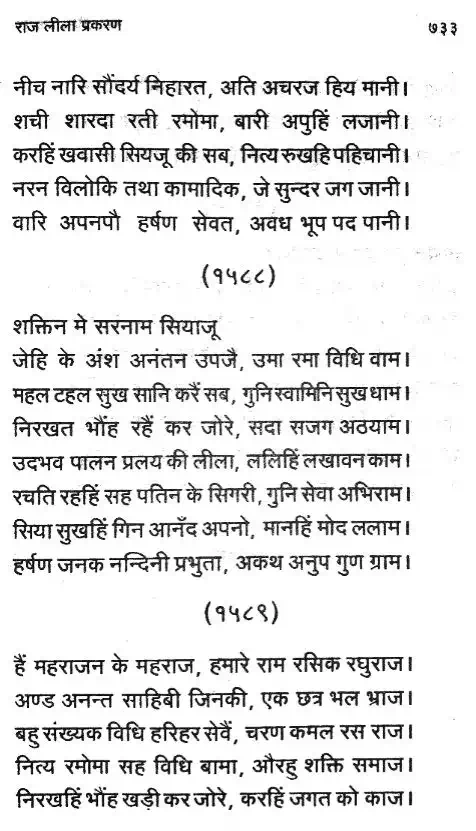 राज लीला प्रकरण ७३३
नीच नारि सौंदर्य निहारत, अति अचरज हिय मानी।
शची शारदा रती रमोमा, बारी अपुहिं लजानी।
करहिं खवासी सियजू की सब, नित्य रुखहि पहिचानी।
नरन विलोकि तथा कामादिक, जे सुन्दर जग जानी।
वारि अपनपौ हर्षण सेवत, अवध भूप पद पानी।
(१५८८)
शक्तिन मे सरनाम सियाजू
जेहि के अंश अनंतन उपजै, उमा रमा विधि वाम।
महल टहल सुख सानि करैं सब, गुनि स्वामिनि सुख धाम।
निरखत भौंह रहैं कर जोरे, सदा सजग अठयाम।
उदभव पालन प्रलय की लीला, ललिहिं लखावन काम।
रचति रहहिं सह पतिन के सिगरी, गुनि सेवा अभिराम।
सिया सुखहिं गिन आनँद अपनो, मानहिं मोद ललाम।
हर्षण जनक नन्दिनी प्रभुता, अकथ अनुप गुण ग्राम।
(१५८९)
हैं महराजन के महराज, हमारे राम रसिक रघुराज।
अण्ड अनन्त साहिबी जिनकी, एक छत्र भल भ्राज।
बहु संख्यक विधि हरिहर सेवैं, चरण कमल रस राज।
नित्य रमोमा सह विधि बामा, औरहु शक्ति समाज।
निरखहिं भौंह खड़ी कर जोरे, करहिं जगत को काज।